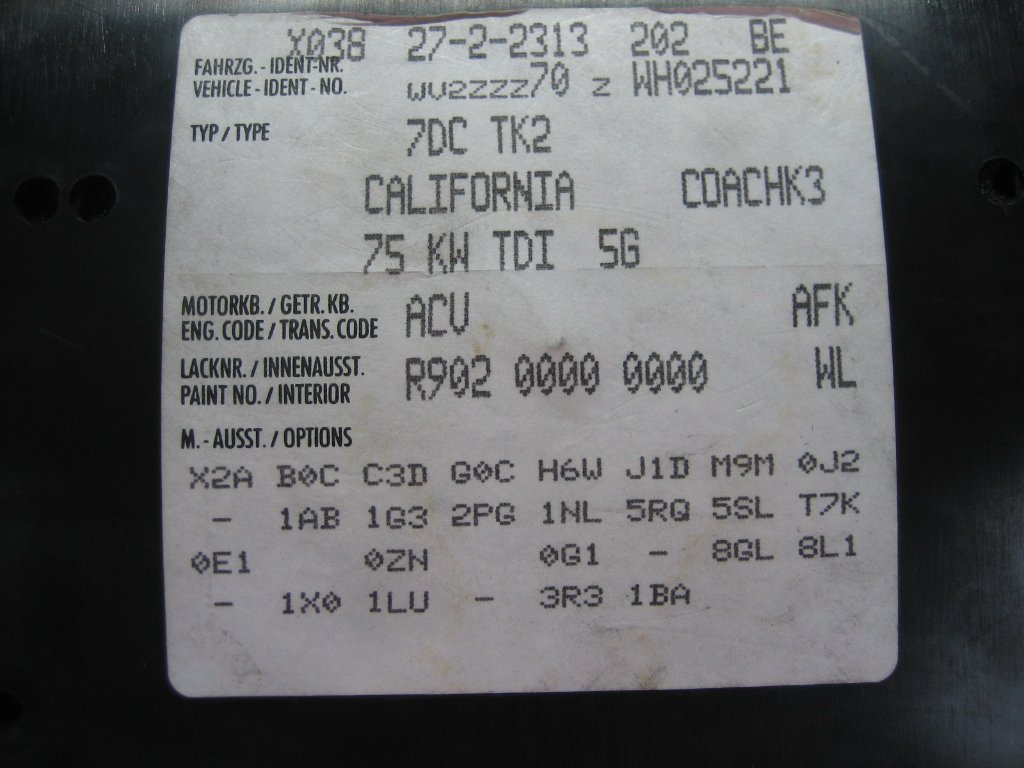 X038 27-2-2313 202 BE
FAHRZG. - IDENT-NR.
VEHICLE - IDENT - NO. WV2ZZZ70 Z WH025221
TYP / TYPE 7DC TK2
CALIFORNIA COACHK3
75 KW TDI 5G
MOTORKB. / GETR. KB.
ENG. CODE / TRANS. CODE ACV AFK
LACKNR. / INNENAUSST.
PAINT NO. / INTERIOR R902 0000 0000 WL
M. - AUSST. / OPTIONS
X2A B0C C3D G0C H6W J1D M9M 0J2
- 1AB 1G3 2PG 1NL 5RQ 5SL T7K
0E1 0ZN 0G1 - 8GL 8L1
- 1X0 1LU - 3R3 1BA